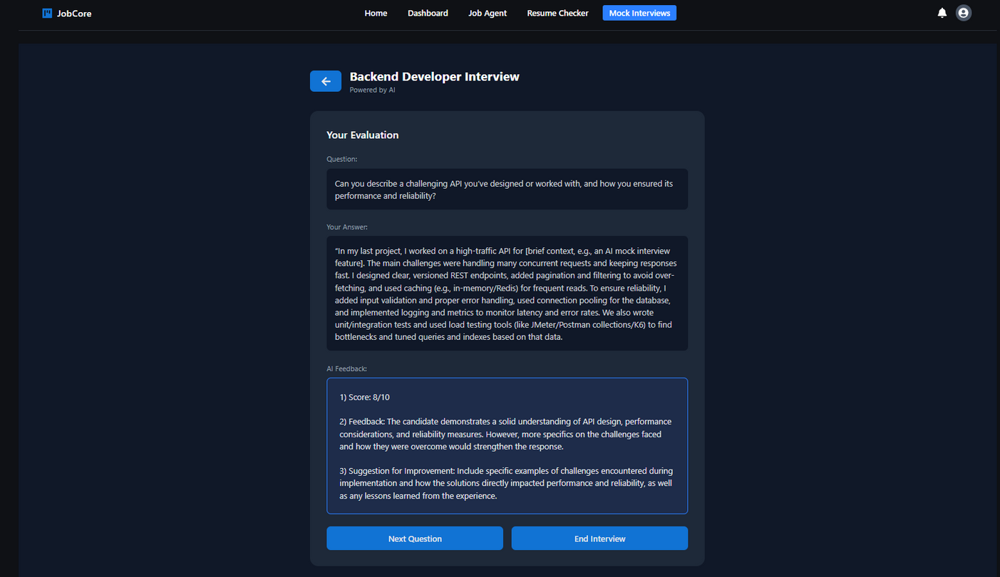 JobCore
Home Dashboard Job Agent Resume Checker Mock Interviews
Backend Developer Interview
Powered by AI
Your Evaluation
Question:
Can you describe a challenging API you've designed or worked with, and how you ensured its
performance and reliability?
Your Answer:
“In my last project, I worked on a high-traffic API for [brief context, e.g., an AI mock interview
feature]. The main challenges were handling many concurrent requests and keeping responses
fast. I designed clear, versioned REST endpoints, added pagination and filtering to avoid over-
fetching, and used caching (e.g., in-memory/Redis) for frequent reads. To ensure reliability, I
added input validation and proper error handling, used connection pooling for the database,
and implemented logging and metrics to monitor latency and error rates. We also wrote
unit/integration tests and used load testing tools (like JMeter/Postman collections/K6) to find
bottlenecks and tuned queries and indexes based on that data.
AI Feedback:
1) Score: 8/10
2) Feedback: The candidate demonstrates a solid understanding of API design, performance
considerations, and reliability measures. However, more specifics on the challenges faced
and how they were overcome would strengthen the response.
3) Suggestion for Improvement: Include specific examples of challenges encountered during
implementation and how the solutions directly impacted performance and reliability, as well
as any lessons learned from the experience.
Next Question End Interview